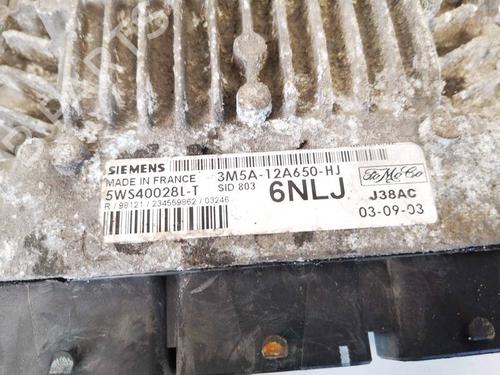 SIEMENS
MADE IN FRANCE
5WS40028L-T
R / 98121 / 234559862 / 03246
3M5A-12A650-HJ
SID 803
6NLJ
FoMoCo
J38AC
03-09-03